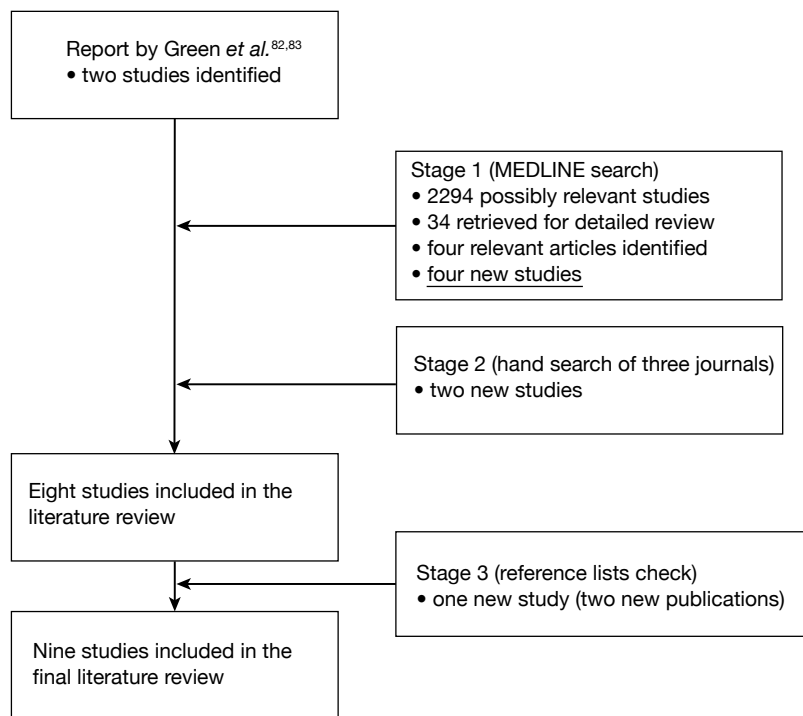 Report by Green et al.82,83
• two studies identified
Stage 1 (MEDLINE search)
• 2294 possibly relevant studies
• 34 retrieved for detailed review
• four relevant articles identified
• four new studies
Stage 2 (hand search of three journals)
• two new studies
Eight studies included in the
literature review
Stage 3 (reference lists check)
• one new study (two new publications)
Nine studies included in the
final literature review